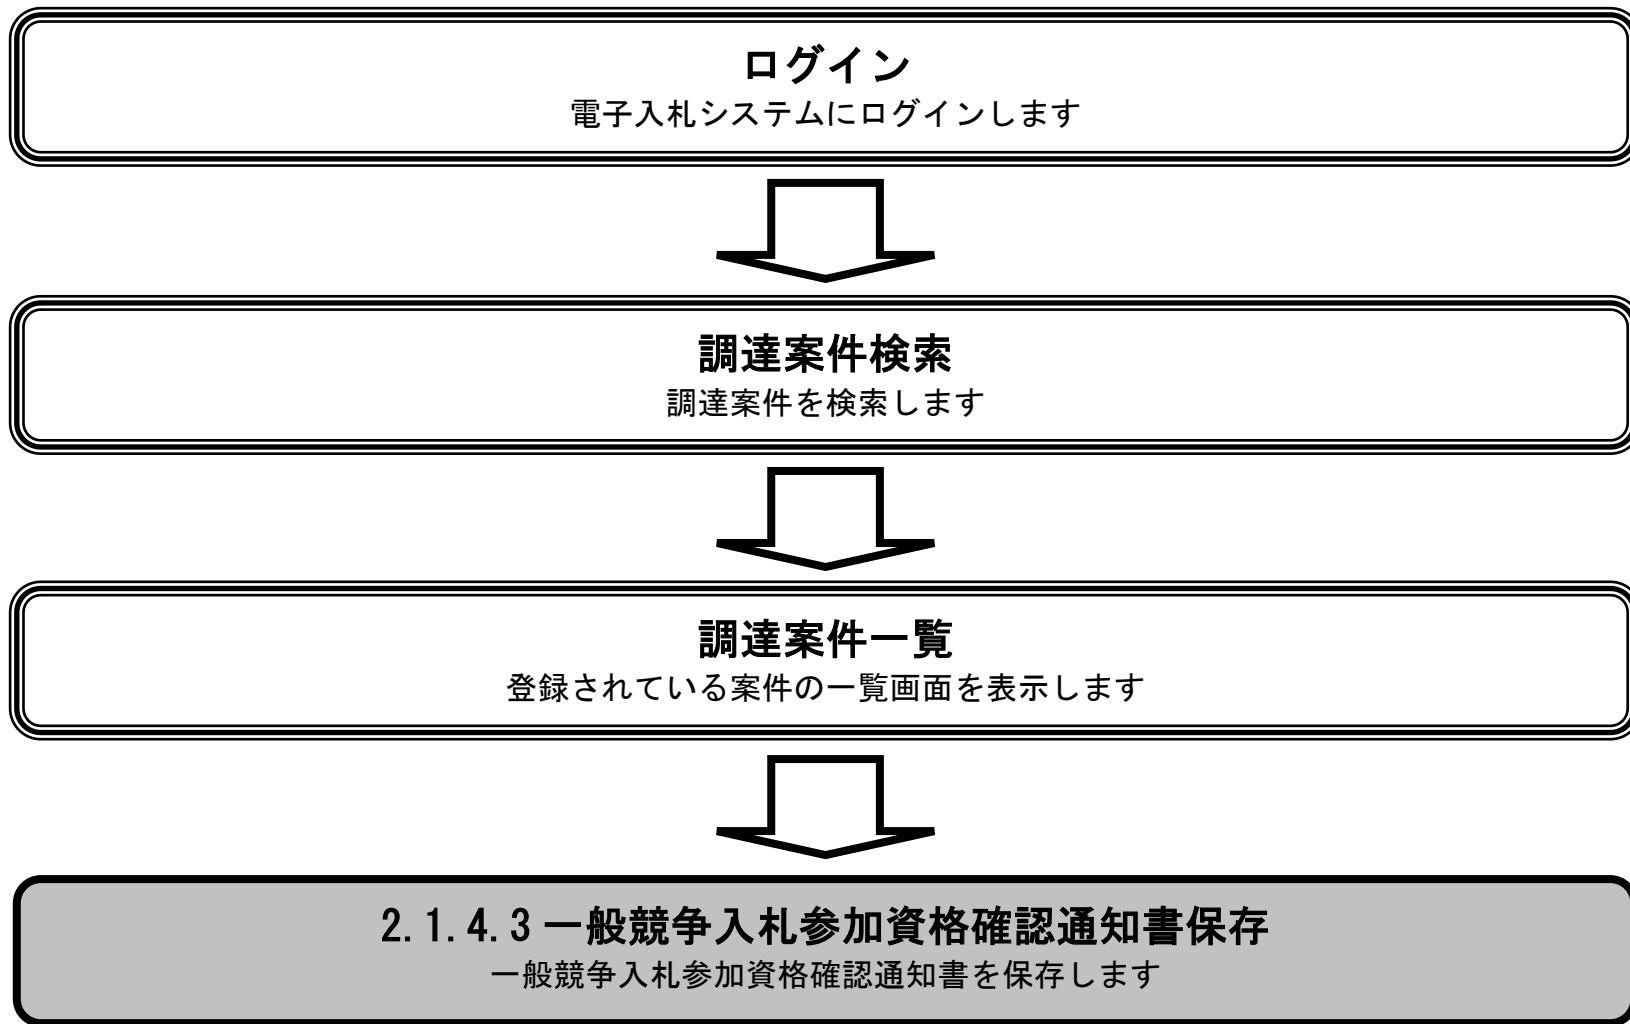 ログイン
電子入札システムにログインします
調達案件検索
調達案件を検索します
調達案件一覧
登録されている案件の一覧画面を表示します
2.1.4.3 一般競争入札参加資格確認通知書保存
一般競争入札参加資格確認通知書を保存します